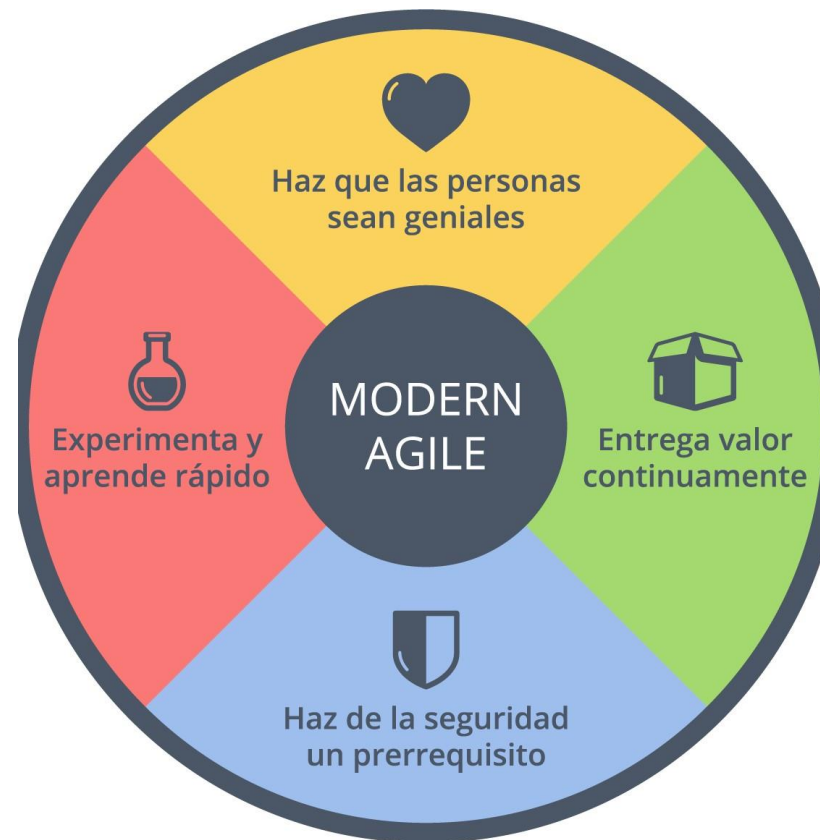 Haz que las personas
sean geniales
Experimenta y
aprende rápido
MODERN
AGILE
Entrega valor
continuamente
Haz de la seguridad
un prerrequisito